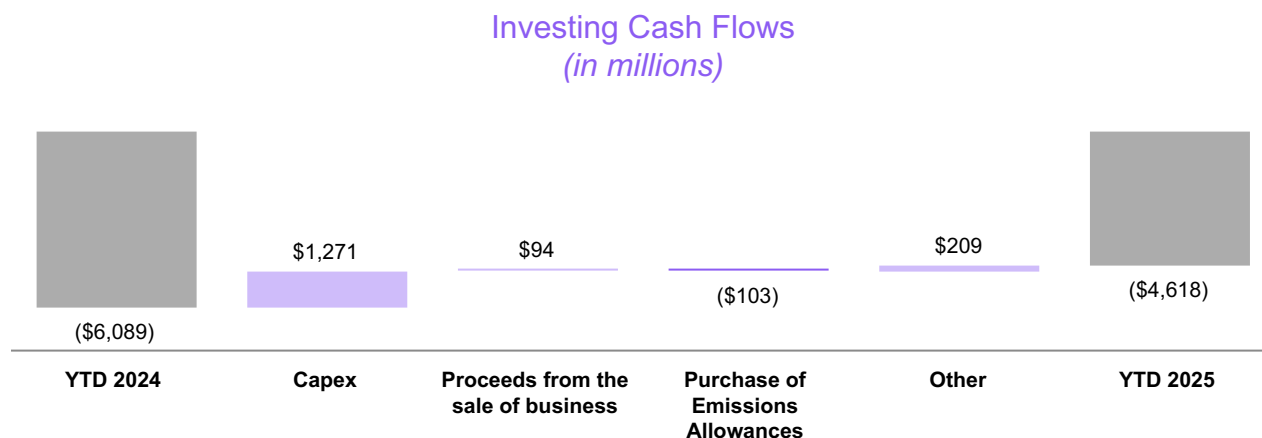 Investing Cash Flows
(in millions)
$1,271
$94
$209
($103)
($4,618)
($6,089)
YTD 2024
Capex
Proceeds from the
sale of business
Purchase of
Emissions
Allowances
Other
YTD 2025